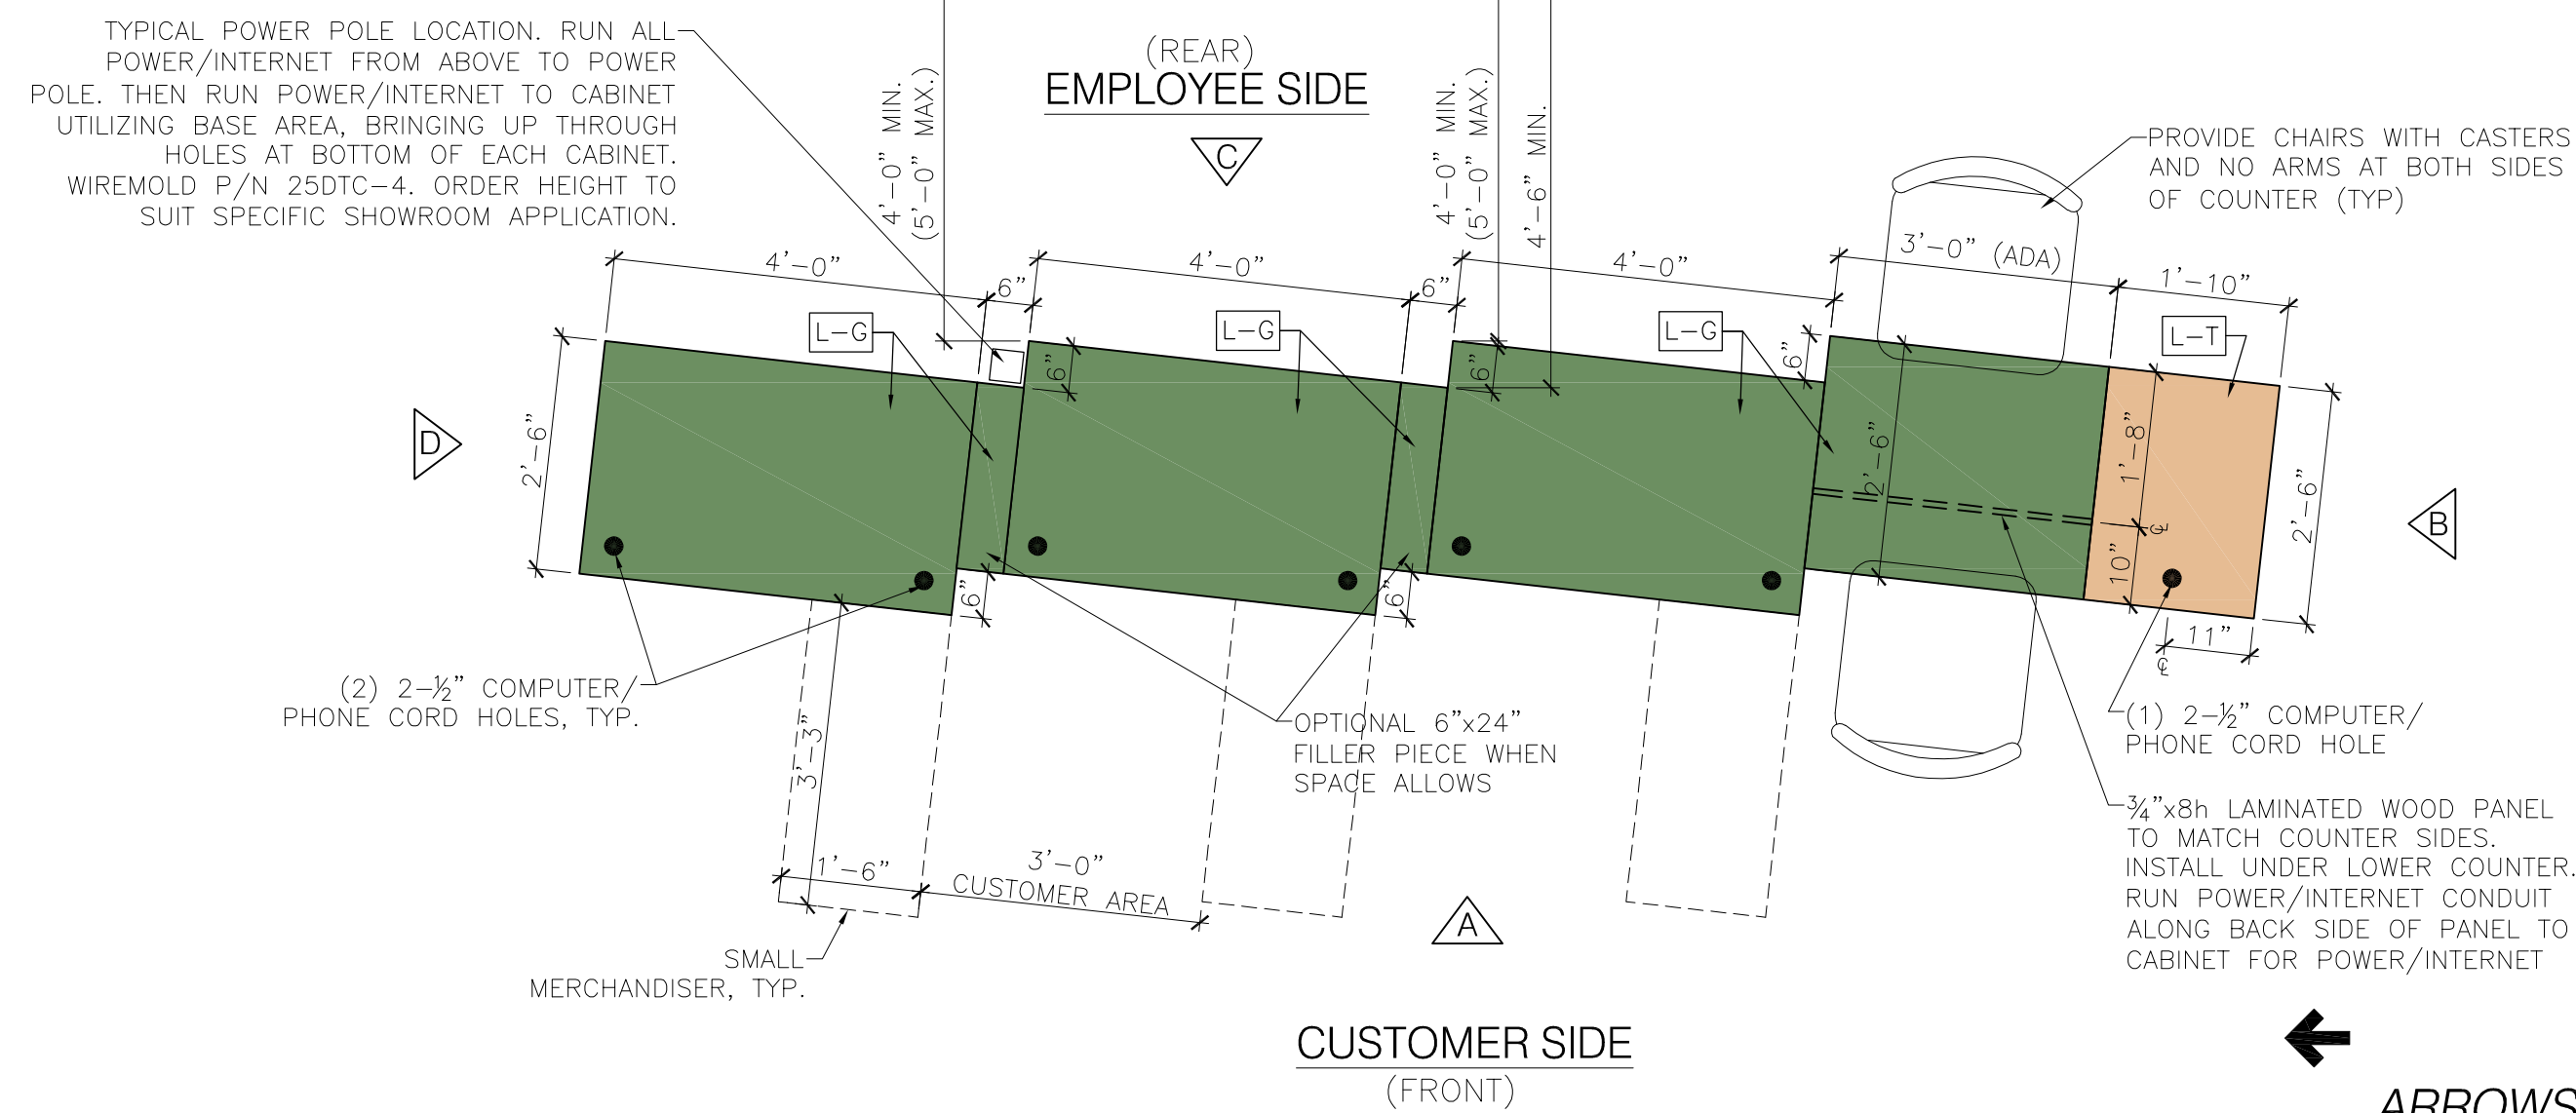 TYPICAL POWER POLE LOCATION. RUN ALL
POWER/INTERNET FROM ABOVE TO POWER
POLE. THEN RUN POWER/INTERNET TO CABINET
UTILIZING BASE AREA, BRINGING UP THROUGH
HOLES AT BOTTOM OF EACH CABINET.
WIREMOLD P/N 25DTC-4. ORDER HEIGHT TO
SUIT SPECIFIC SHOWROOM APPLICATION.
(REAR)
EMPLOYEE SIDE
C
4'-0" MIN.
(5'-0" MAX.)
4'-0" MIN.
(5'-0" MAX.)
4'-6" MIN.
PROVIDE CHAIRS WITH CASTERS
AND NO ARMS AT BOTH SIDES
OF COUNTER (TYP)
4'-0"
6"
4'-0"
6"
4'-0"
3'-0" (ADA)
1'-10"
L-G
L-G
L-G
L-T
6"
6"
6"
D
2'-6"
2'-6"
1'-8"
℄
10"
2'-6"
B
6"
6"
11"
℄
(2) 2-½" COMPUTER/
PHONE CORD HOLES, TYP.
3'-3"
OPTIONAL 6"x24"
FILLER PIECE WHEN
SPACE ALLOWS
(1) 2-½" COMPUTER/
PHONE CORD HOLE
¾"x8h LAMINATED WOOD PANEL
TO MATCH COUNTER SIDES.
INSTALL UNDER LOWER COUNTER.
RUN POWER/INTERNET CONDUIT
ALONG BACK SIDE OF PANEL TO
CABINET FOR POWER/INTERNET
1'-6"
3'-0"
CUSTOMER AREA
A
SMALL
MERCHANDISER, TYP.
CUSTOMER SIDE
(FRONT)
ARROWS